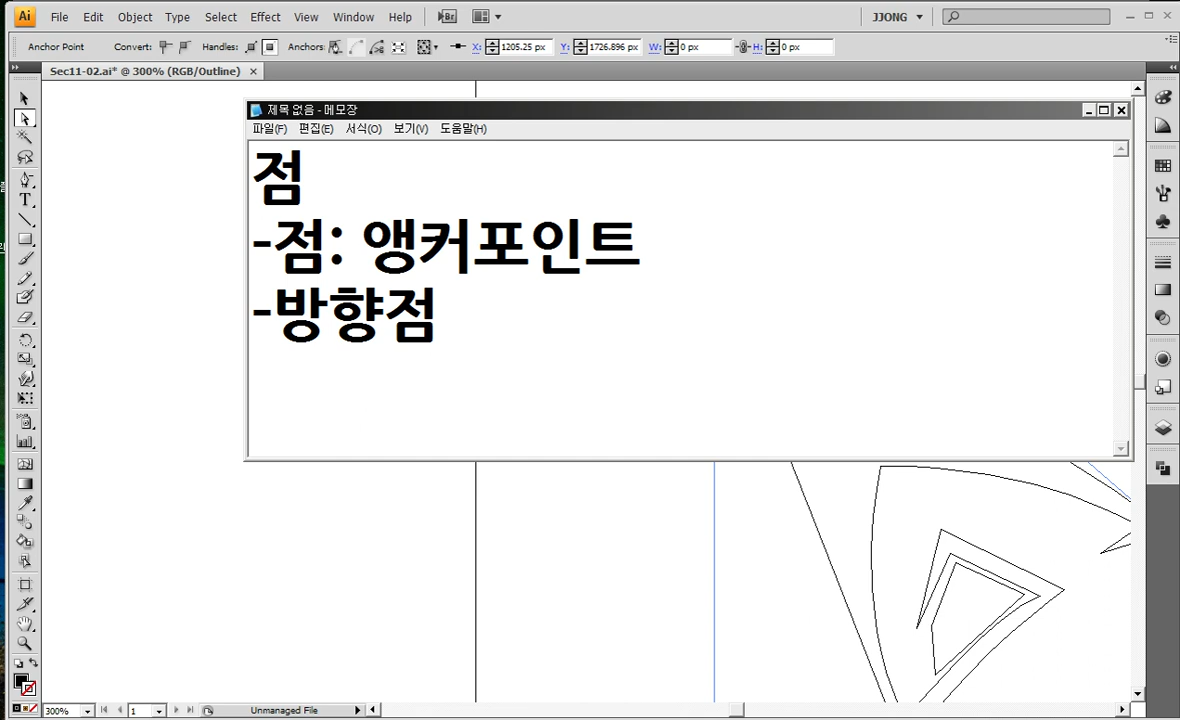 Ai File Edit Object Type Select Effect View Window Help Br JJONG
Anchor Point Convert: Handles: Anchors: X: 1205.25 px Y: 1726.896 px W: 0 px H: 0 px
Sec11-02.ai* @ 300% (RGB/Outline)
제목 없음 - 메모장
파일(F) 편집(E) 서식(O) 보기(V) 도움말(H)
점
-점: 앵커포인트
-방향점
300% 1 Unmanaged File